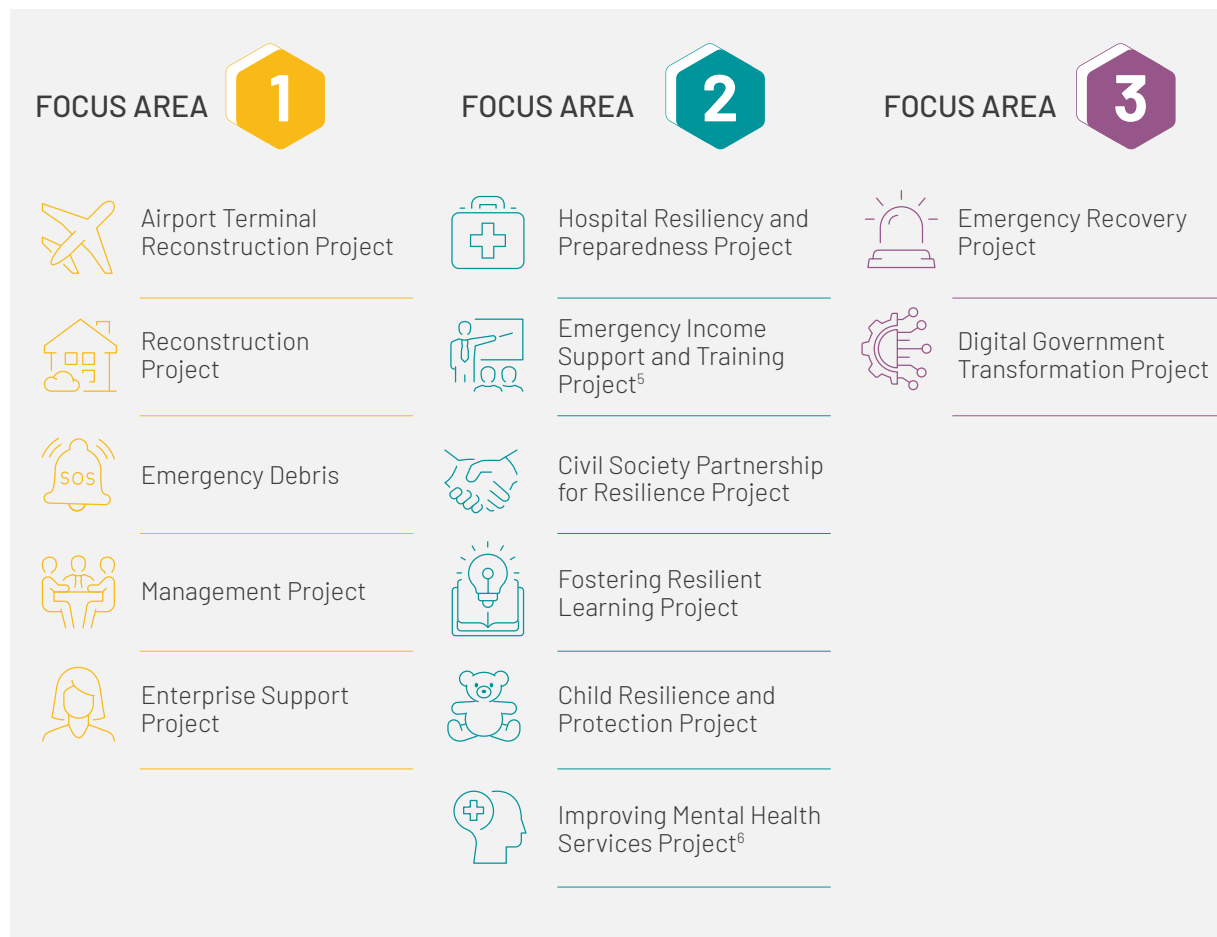 FOCUS AREA 1
Airport Terminal
Reconstruction Project
Reconstruction
Project
SOS
Emergency Debris
Management Project
Enterprise Support
Project
FOCUS AREA 2
Hospital Resiliency and
Preparedness Project
Emergency Income
Support and Training
Project⁵
Civil Society Partnership
for Resilience Project
Fostering Resilient
Learning Project
Child Resilience and
Protection Project
Improving Mental Health
Services Project⁶
FOCUS AREA 3
Emergency Recovery
Project
Digital Government
Transformation Project